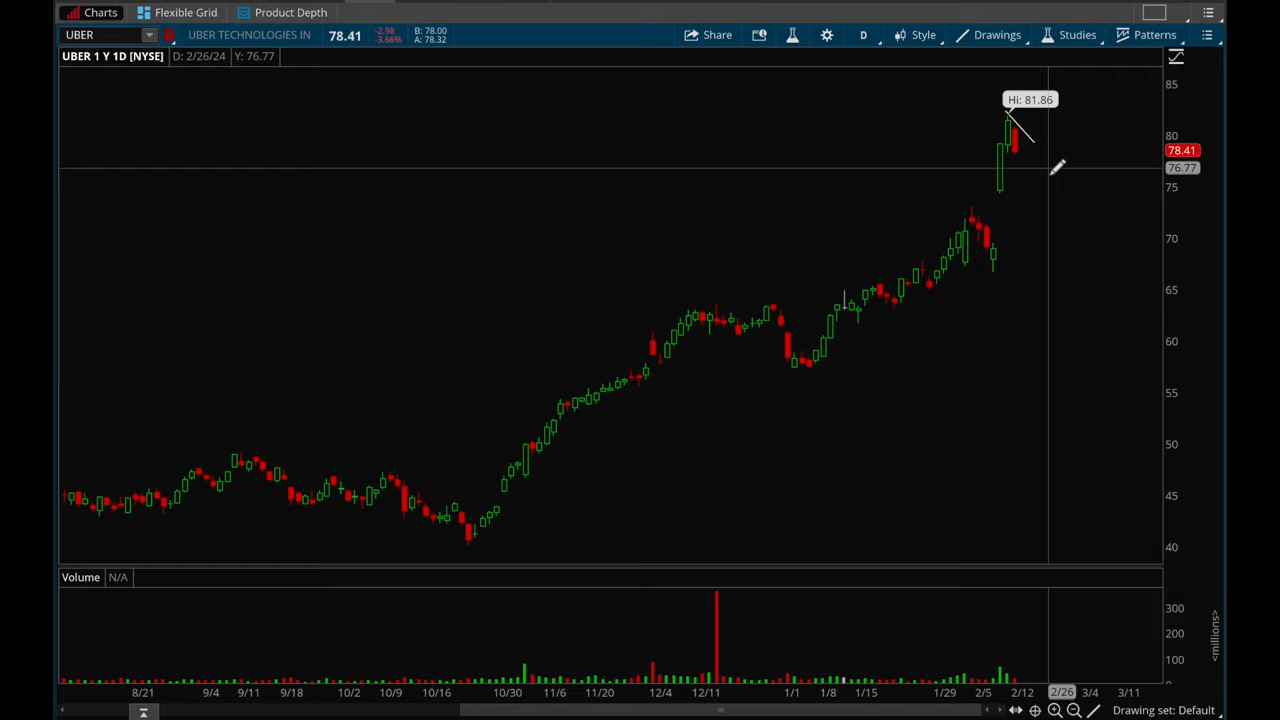 Charts Flexible Grid Product Depth
UBER UBER TECHNOLOGIES IN 78.41 -2.98 -3.66% B: 78.00 A: 78.32 Share D Style Drawings Studies Patterns
UBER 1 Y 1D [NYSE] D: 2/26/24 Y: 76.77
Hi: 81.86
85
80
78.41
76.77
75
70
65
60
55
50
45
40
Volume N/A
300
200
100
0
<millions>
8/21 9/4 9/11 9/18 10/2 10/9 10/16 10/30 11/6 11/20 12/4 12/11 1/1 1/8 1/15 1/29 2/5 2/12 2/26 3/4 3/11
Drawing set: Default